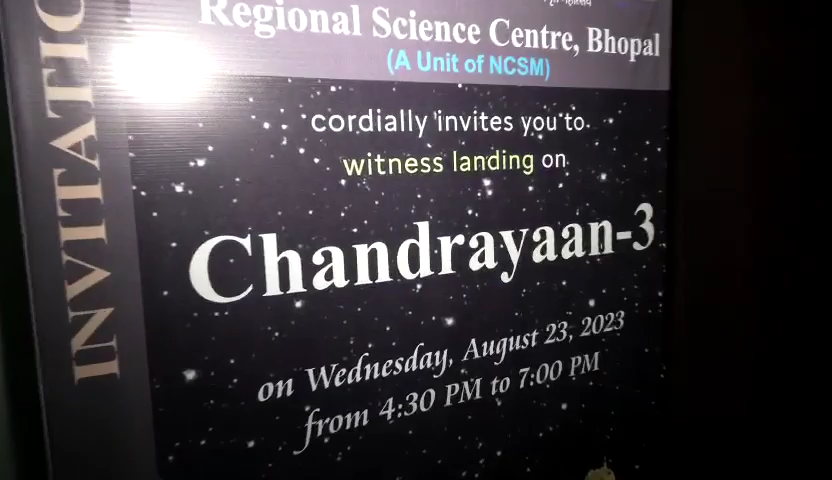 Regional Science Centre, Bhopal
(A Unit of NCSM)
cordially invites you to
witness landing on
Chandrayaan-3
on Wednesday, August 23, 2023
from 4:30 PM to 7:00 PM
INVITATIO